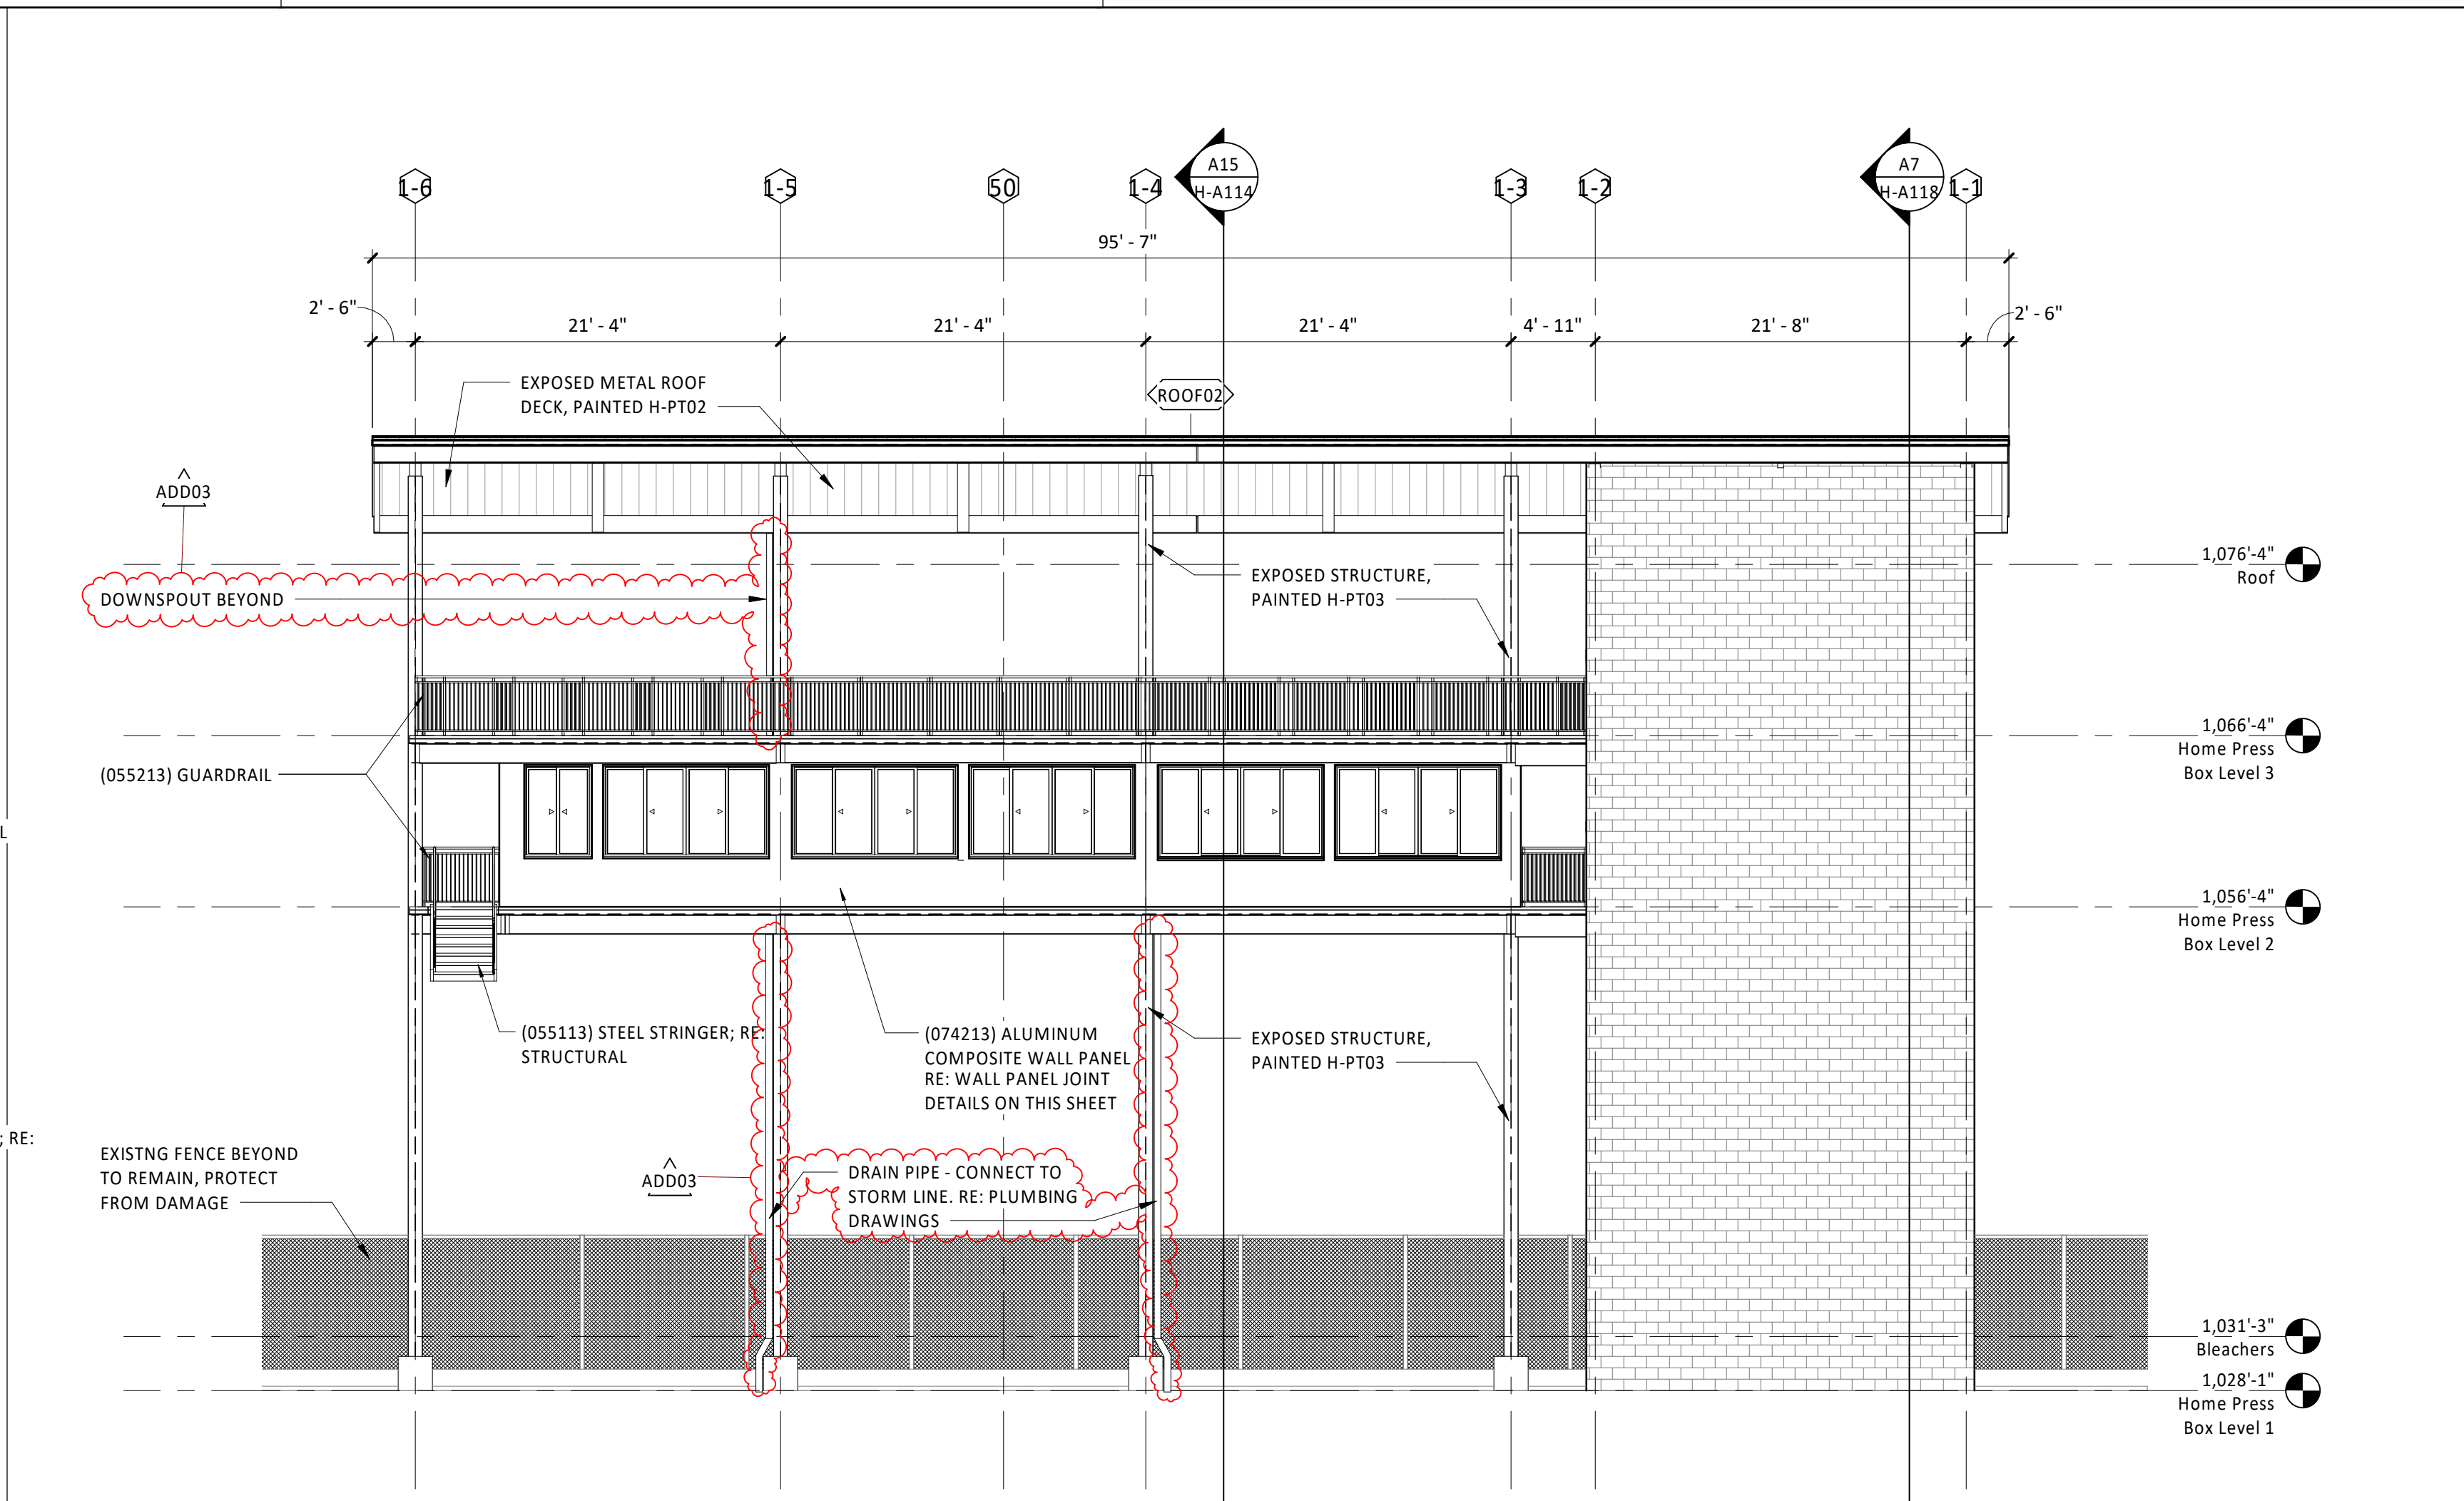 1-6
1-5
50
1-4
A15
H-A114
1-3
1-2
A7
H-A118
1-1
95' - 7"
2' - 6"
21' - 4"
21' - 4"
21' - 4"
4' - 11"
21' - 8"
2' - 6"
EXPOSED METAL ROOF
DECK, PAINTED H-PT02
ROOF02
ADD03
DOWNSPOUT BEYOND
EXPOSED STRUCTURE,
PAINTED H-PT03
1,076'-4"
Roof
1,066'-4"
Home Press
Box Level 3
(055213) GUARDRAIL
L
1,056'-4"
Home Press
Box Level 2
(055113) STEEL STRINGER; RE:
STRUCTURAL
(074213) ALUMINUM
COMPOSITE WALL PANEL
RE: WALL PANEL JOINT
DETAILS ON THIS SHEET
EXPOSED STRUCTURE,
PAINTED H-PT03
; RE:
EXISTNG FENCE BEYOND
TO REMAIN, PROTECT
FROM DAMAGE
ADD03
DRAIN PIPE - CONNECT TO
STORM LINE. RE: PLUMBING
DRAWINGS
1,031'-3"
Bleachers
1,028'-1"
Home Press
Box Level 1